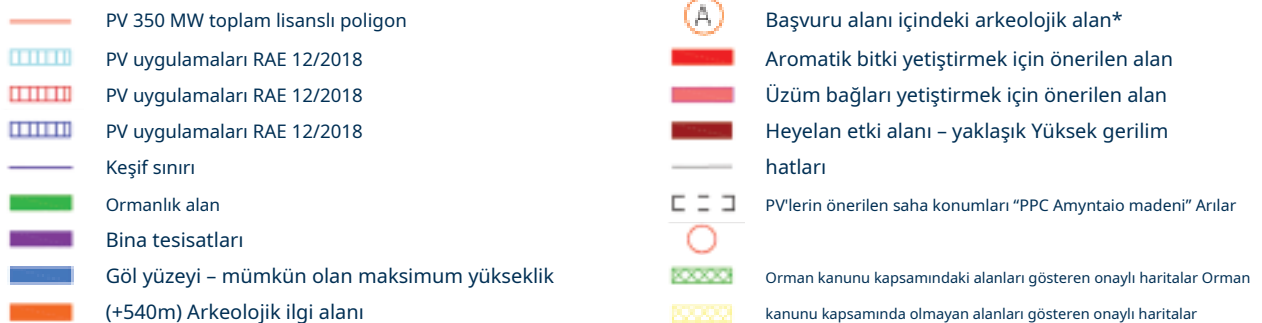 PV 350 MW toplam lisanslı poligon
PV uygulamaları RAE 12/2018
PV uygulamaları RAE 12/2018
PV uygulamaları RAE 12/2018
Keşif sınırı
Ormanlık alan
Bina tesisatları
Göl yüzeyi – mümkün olan maksimum yükseklik
(+540m) Arkeolojik ilgi alanı
A
Başvuru alanı içindeki arkeolojik alan*
Aromatik bitki yetiştirmek için önerilen alan
Üzüm bağları yetiştirmek için önerilen alan
Heyelan etki alanı – yaklaşık Yüksek gerilim
hatları
PV'lerin önerilen saha konumları “PPC Amyntaio madeni” Arılar
Orman kanunu kapsamındaki alanları gösteren onaylı haritalar Orman
kanunu kapsamında olmayan alanları gösteren onaylı haritalar